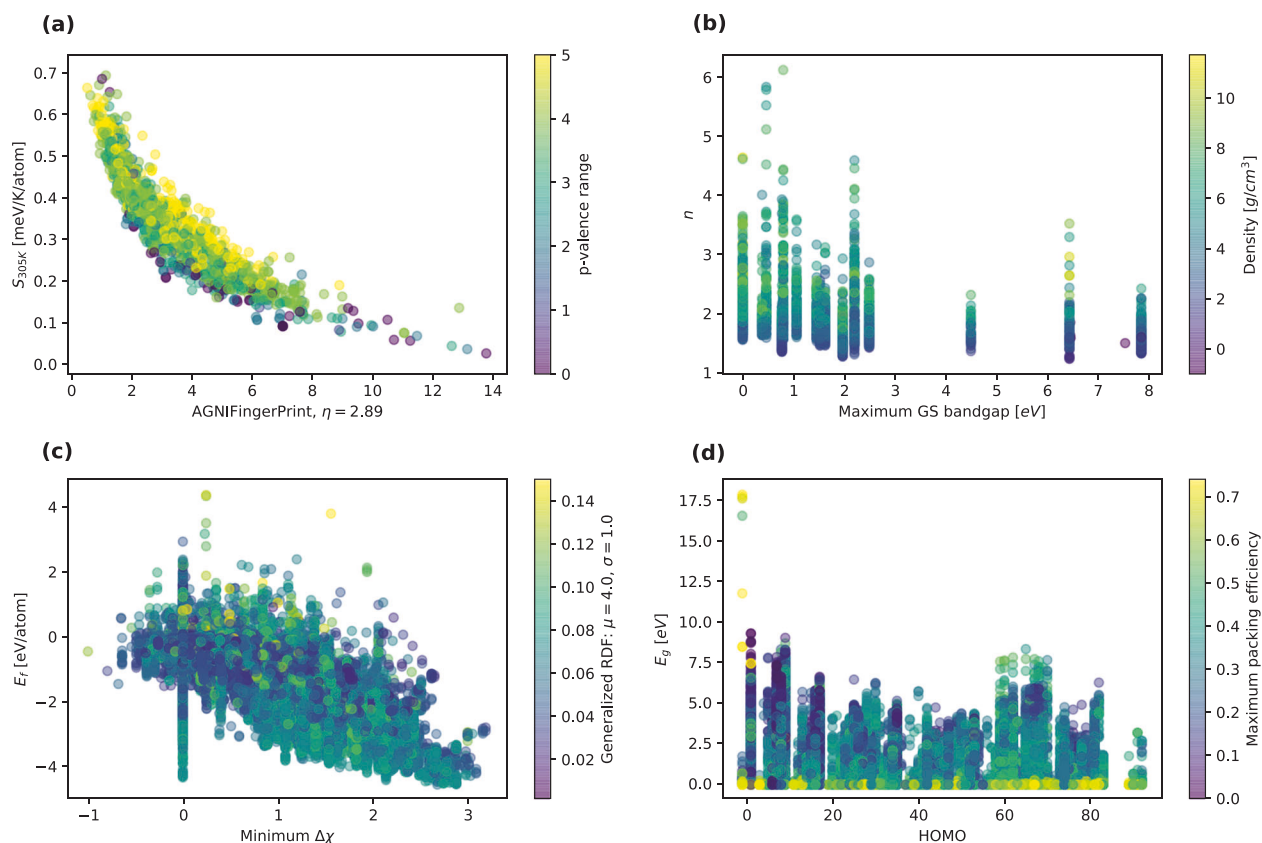 (a)
0.7
0.6
0.5
0.4
0.3
0.2
0.1
0.0
S305K [meV/K/atom]
0 2 4 6 8 10 12 14
AGNIFingerPrint, η = 2.89
5
4
3
2
1
0
p-valence range
(b)
6
5
4
3
2
1
n
0 1 2 3 4 5 6 7 8
Maximum GS bandgap [eV]
10
8
6
4
2
0
Density [g/cm³]
(c)
4
2
0
−2
−4
Ef [eV/atom]
−1 0 1 2 3
Minimum Δχ
0.14
0.12
0.10
0.08
0.06
0.04
0.02
Generalized RDF: μ = 4.0, σ = 1.0
(d)
17.5
15.0
12.5
10.0
7.5
5.0
2.5
0.0
Eg [eV]
0 20 40 60 80
HOMO
0.7
0.6
0.5
0.4
0.3
0.2
0.1
0.0
Maximum packing efficiency